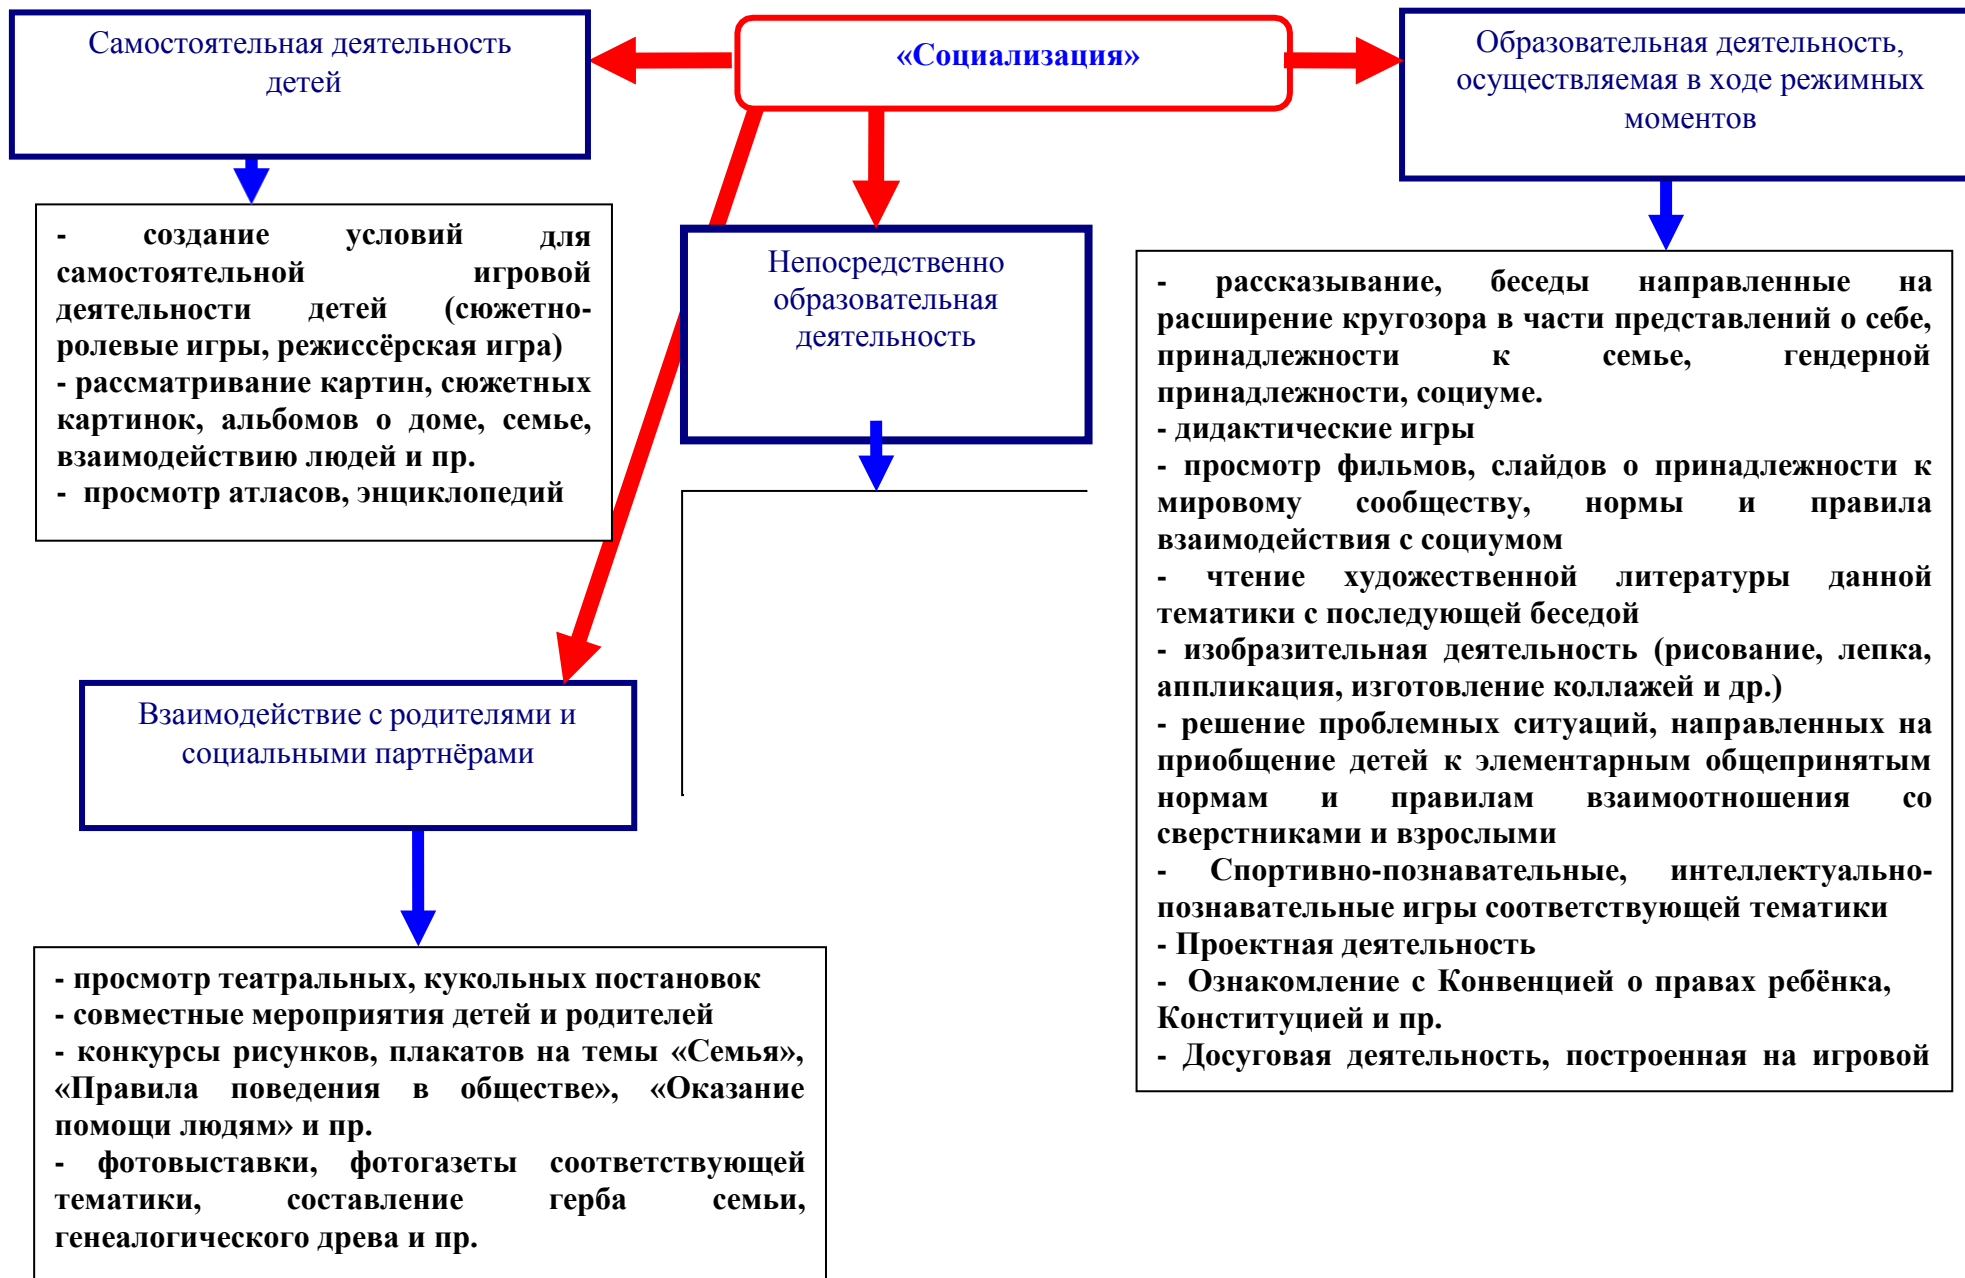 Самостоятельная деятельность
детей
«Социализация»
Образовательная деятельность,
осуществляемая в ходе режимных
моментов
- создание условий для
самостоятельной игровой
деятельности детей (сюжетно-
ролевые игры, режиссёрская игра)
- рассматривание картин, сюжетных
картинок, альбомов о доме, семье,
взаимодействию людей и пр.
- просмотр атласов, энциклопедий
Непосредственно
образовательная
деятельность
- рассказывание, беседы направленные на
расширение кругозора в части представлений о себе,
принадлежности к семье, гендерной
принадлежности, социуме.
- дидактические игры
- просмотр фильмов, слайдов о принадлежности к
мировому сообществу, нормы и правила
взаимодействия с социумом
- чтение художественной литературы данной
тематики с последующей беседой
- изобразительная деятельность (рисование, лепка,
аппликация, изготовление коллажей и др.)
- решение проблемных ситуаций, направленных на
приобщение детей к элементарным общепринятым
нормам и правилам взаимоотношения со
сверстниками и взрослыми
- Спортивно-познавательные, интеллектуально-
познавательные игры соответствующей тематики
- Проектная деятельность
- Ознакомление с Конвенцией о правах ребёнка,
Конституцией и пр.
- Досуговая деятельность, построенная на игровой
Взаимодействие с родителями и
социальными партнёрами
- просмотр театральных, кукольных постановок
- совместные мероприятия детей и родителей
- конкурсы рисунков, плакатов на темы «Семья»,
«Правила поведения в обществе», «Оказание
помощи людям» и пр.
- фотовыставки, фотогазеты соответствующей
тематики, составление герба семьи,
генеалогического древа и пр.